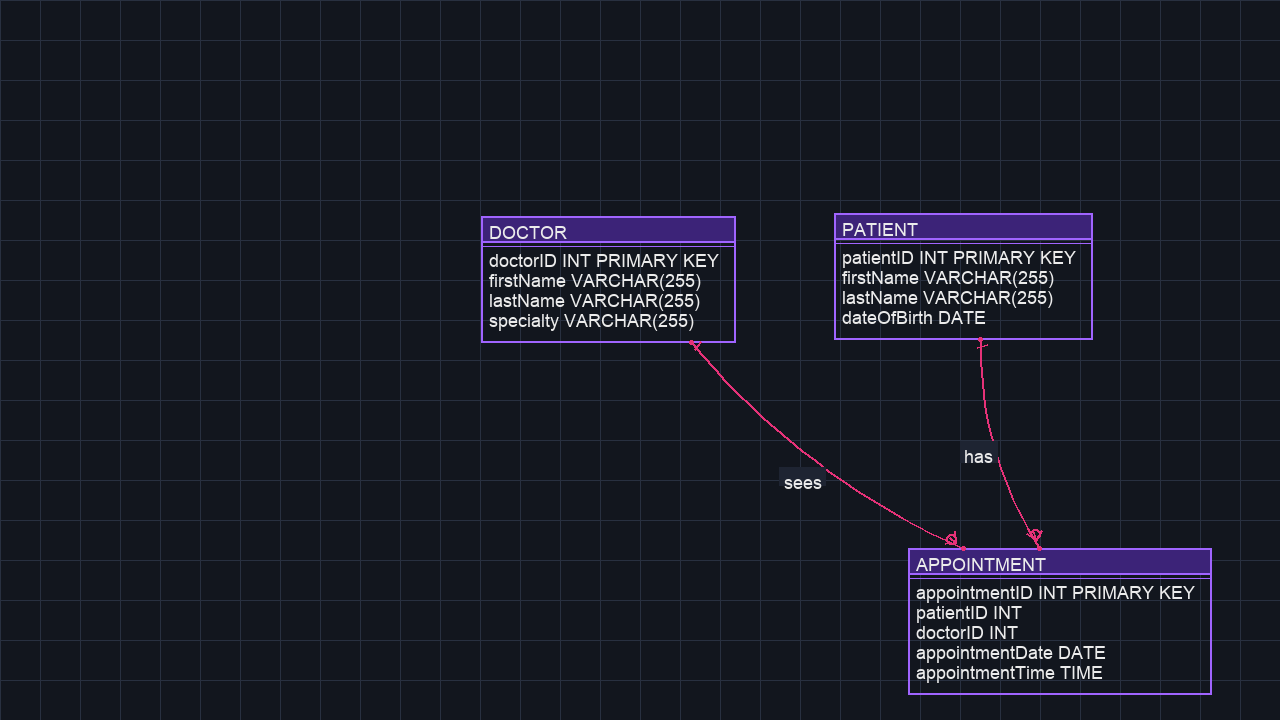 DOCTOR
doctorID INT PRIMARY KEY
firstName VARCHAR(255)
lastName VARCHAR(255)
specialty VARCHAR(255)
PATIENT
patientID INT PRIMARY KEY
firstName VARCHAR(255)
lastName VARCHAR(255)
dateOfBirth DATE
has
sees
APPOINTMENT
appointmentID INT PRIMARY KEY
patientID INT
doctorID INT
appointmentDate DATE
appointmentTime TIME